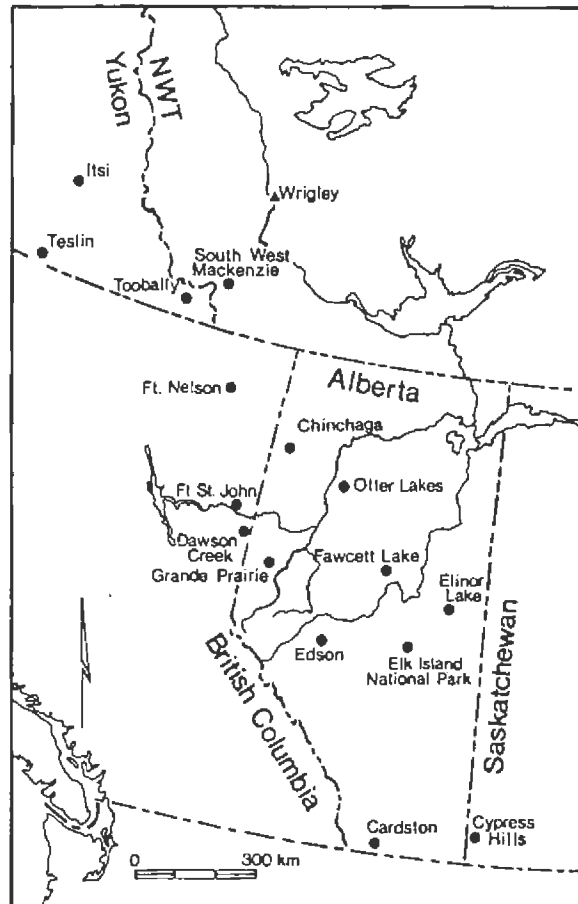 NWT
Yukon
Itsi
Wrigley
Teslin
South West
Mackenzie
Toobally
Ft. Nelson
Alberta
Chinchaga
Otter Lakes
Ft St. John
Dawson
Creek
Grande Prairie
Fawcett Lake
Elinor
Lake
Edson
Elk Island
National Park
British Columbia
Saskatchewan
Cardston
Cypress
Hills
0 300 km